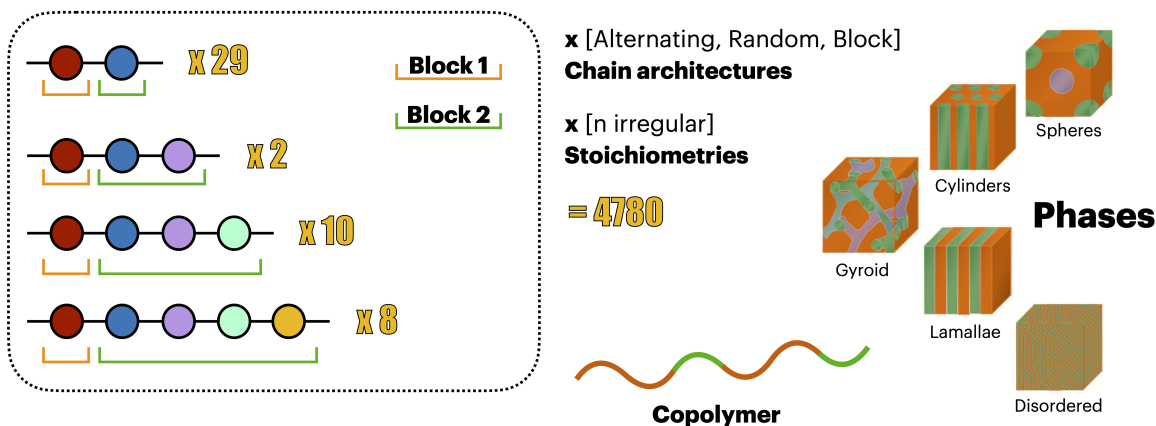 x 29
Block 1
Block 2
x 2
x 10
x 8
x [Alternating, Random, Block]
Chain architectures
x [n irregular]
Stoichiometries
= 4780
Copolymer
Spheres
Cylinders
Phases
Gyroid
Lamallae
Disordered